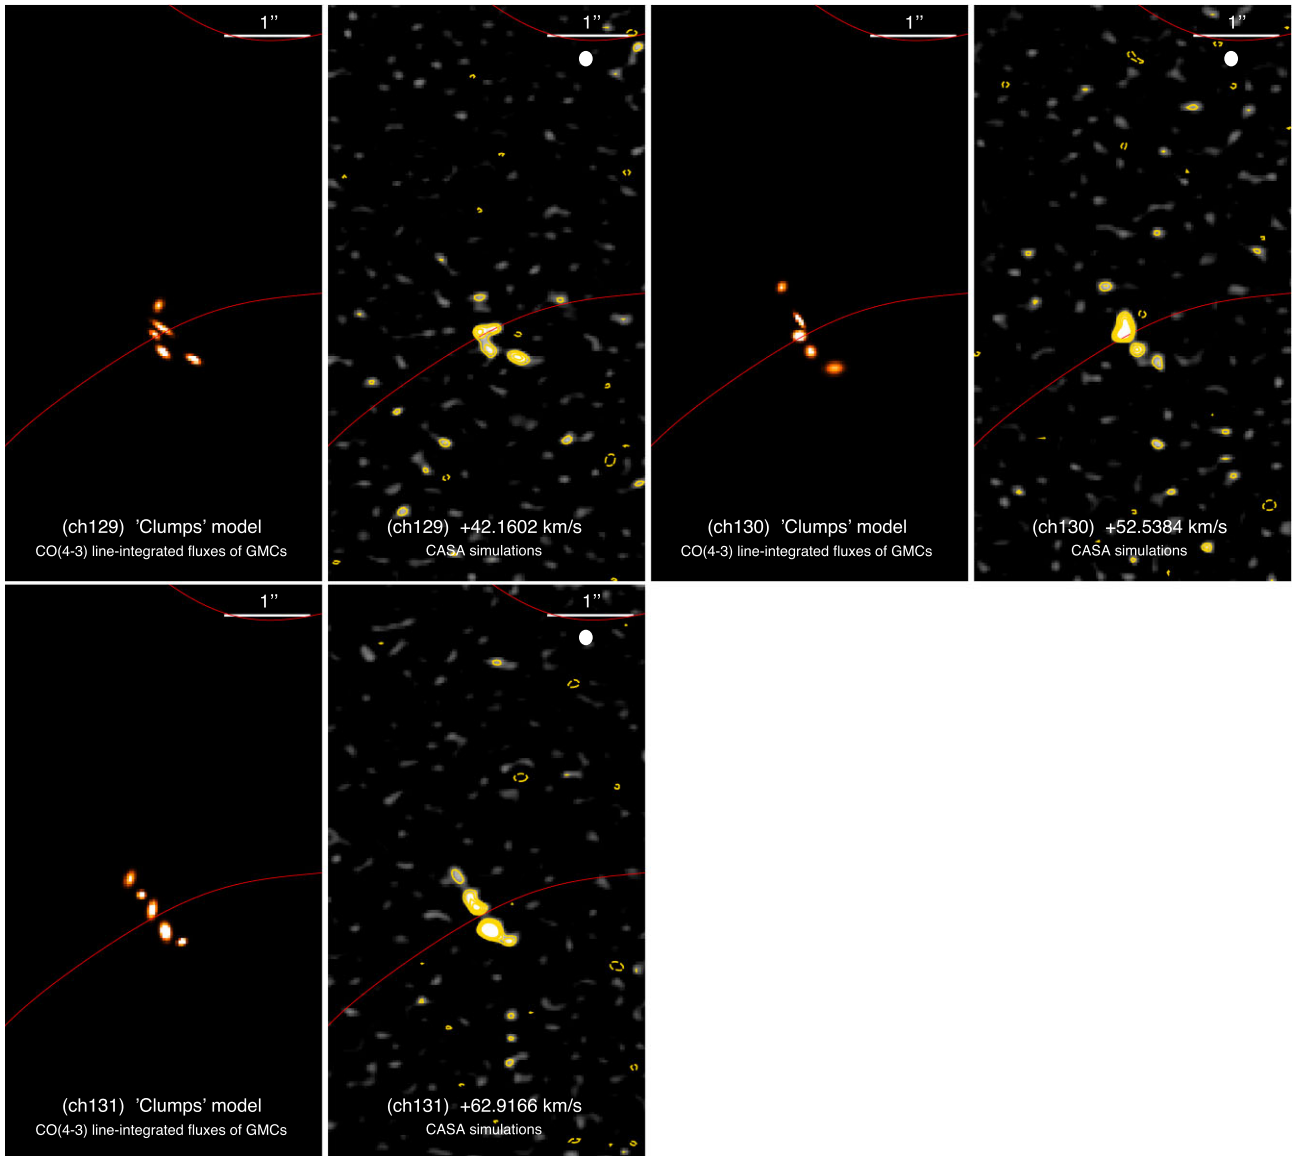 1’’
1’’
1’’
1’’
(ch129) ’Clumps’ model
CO(4-3) line-integrated fluxes of GMCs
(ch129) +42.1602 km/s
CASA simulations
(ch130) ’Clumps’ model
CO(4-3) line-integrated fluxes of GMCs
(ch130) +52.5384 km/s
CASA simulations
1’’
1’’
(ch131) ’Clumps’ model
CO(4-3) line-integrated fluxes of GMCs
(ch131) +62.9166 km/s
CASA simulations